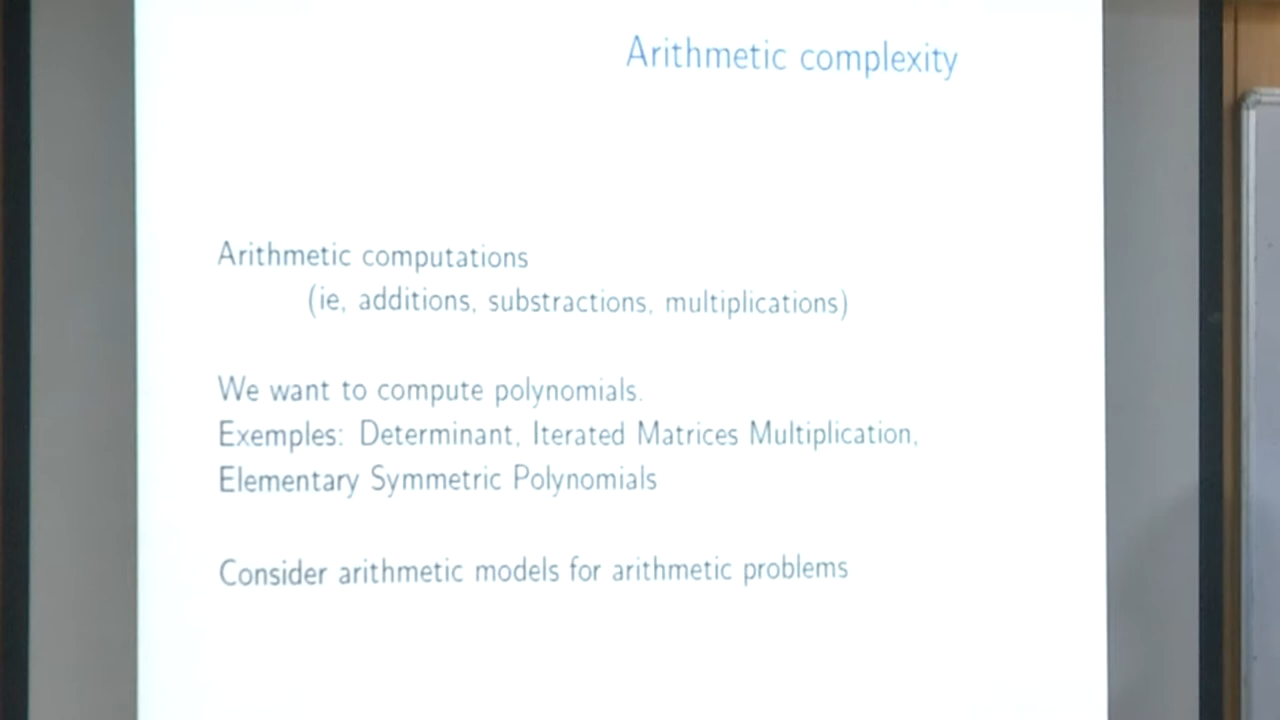 Arithmetic complexity
Arithmetic computations
(ie, additions, substractions, multiplications)
We want to compute polynomials.
Exemples: Determinant, Iterated Matrices Multiplication,
Elementary Symmetric Polynomials
Consider arithmetic models for arithmetic problems